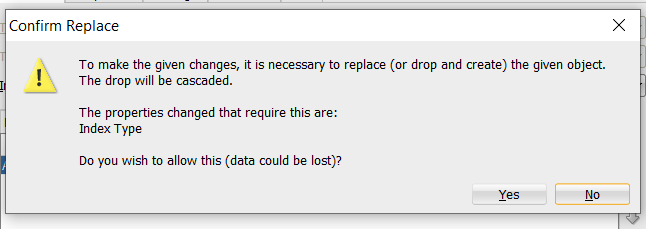 Confirm Replace
To make the given changes, it is necessary to replace (or drop and create) the given object.
The drop will be cascaded.
The properties changed that require this are:
Index Type
Do you wish to allow this (data could be lost)?
Yes
No